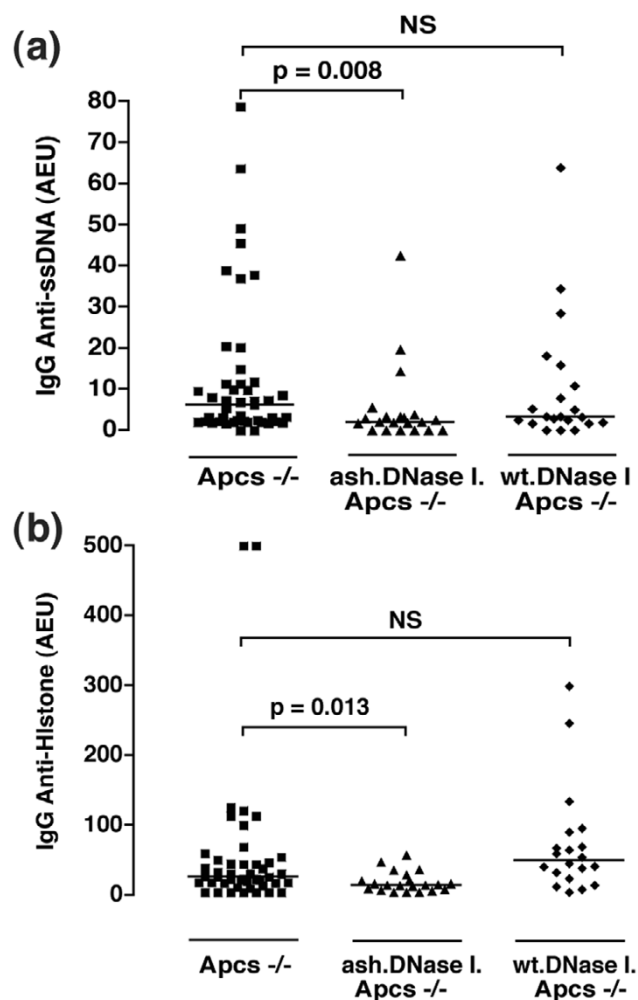 NS
(a)
p = 0.008
80
70
60
50
40
30
20
10
0
IgG Anti-ssDNA (AEU)
Apcs -/-
ash.DNase I.
Apcs -/-
wt.DNase I
Apcs -/-
(b)
500
400
300
200
100
0
IgG Anti-HIstone (AEU)
NS
p = 0.013
Apcs -/-
ash.DNase I.
Apcs -/-
wt.DNase I.
Apcs -/-